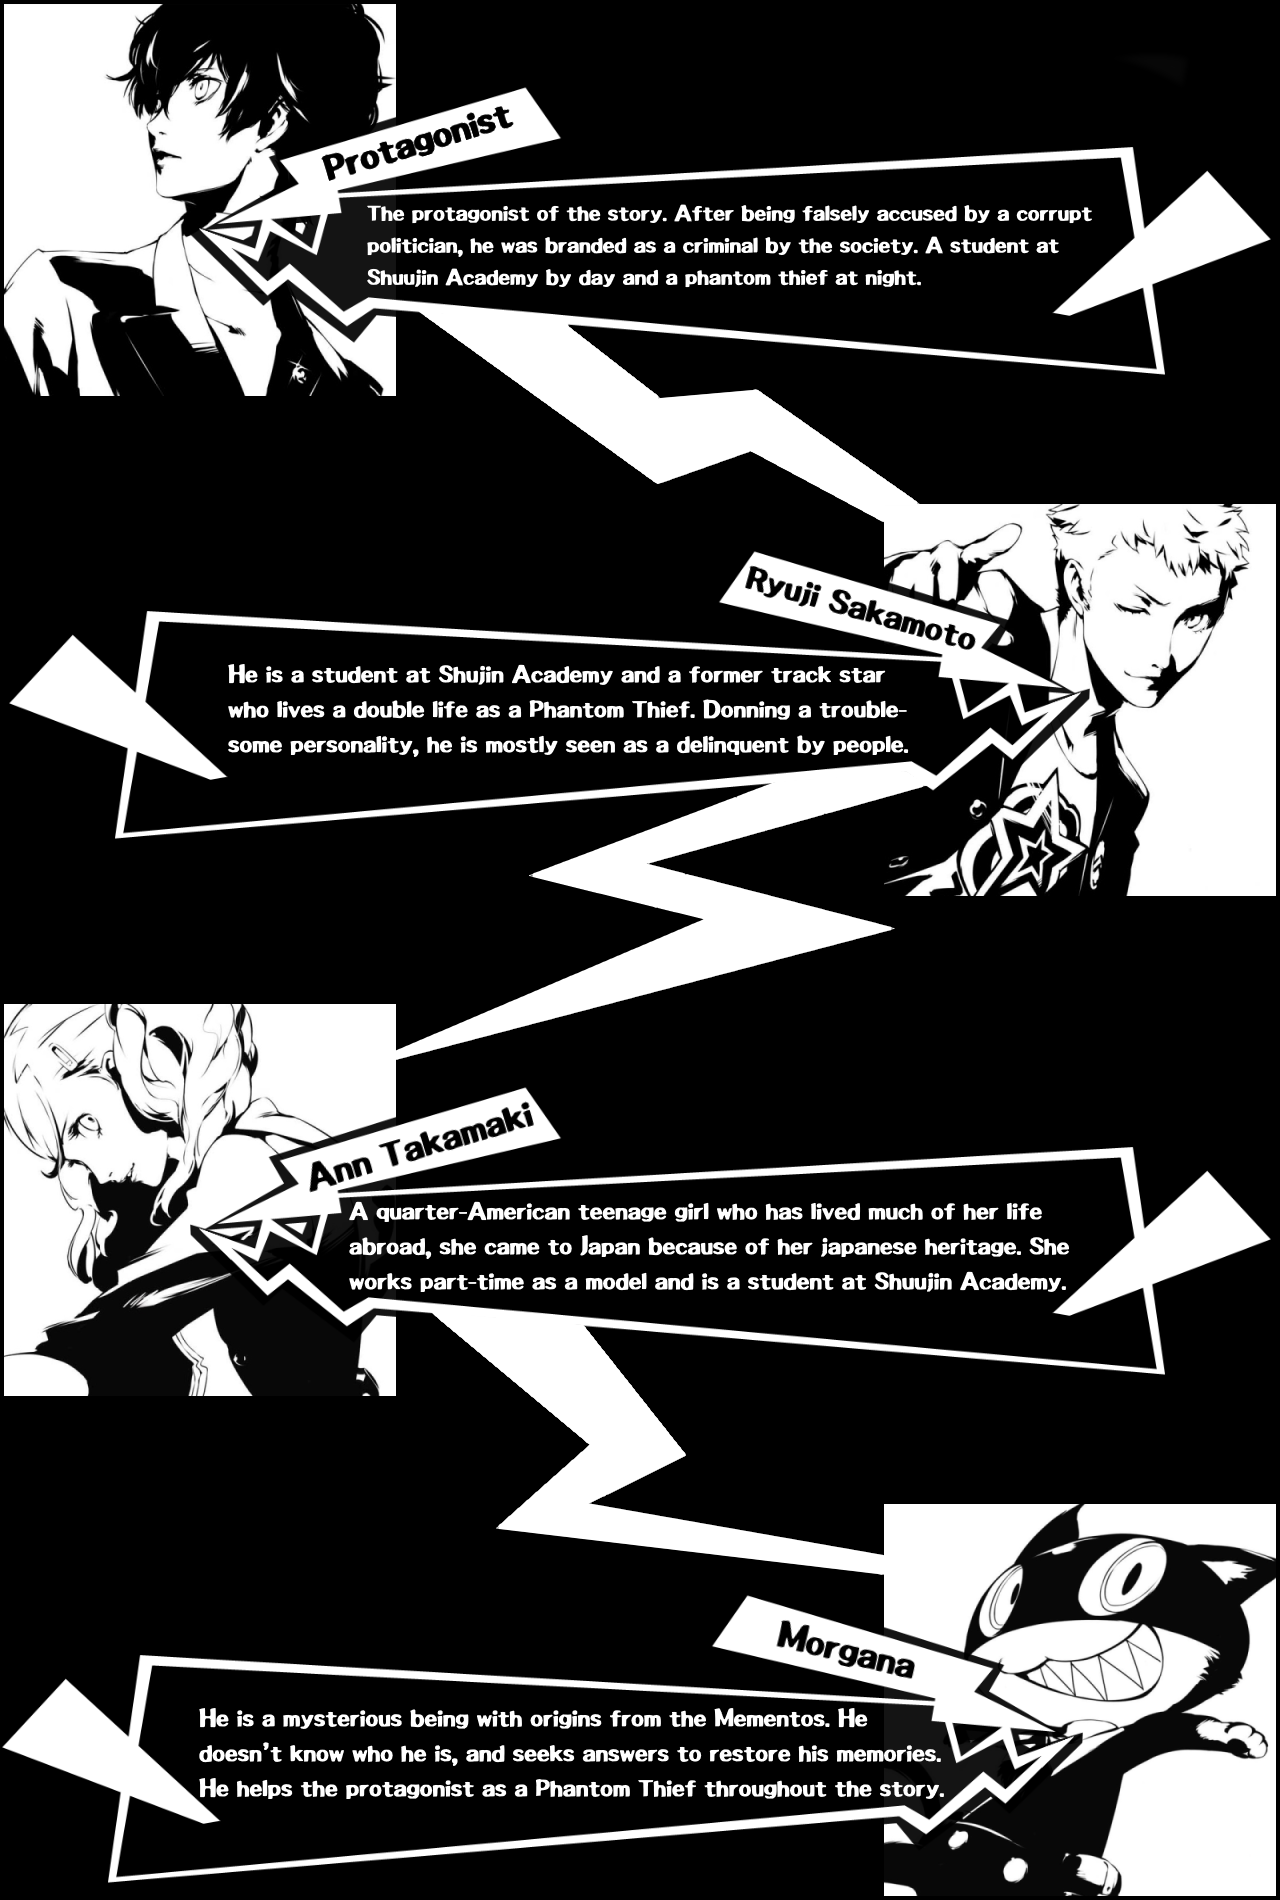 Protagonist
The protagonist of the story. After being falsely accused by a corrupt
politician, he was branded as a criminal by the society. A student at
Shuujin Academy by day and a phantom thief at night.
Ryuji Sakamoto
He is a student at Shujin Academy and a former track star
who lives a double life as a Phantom Thief. Donning a trouble-
some personality, he is mostly seen as a delinquent by people.
Ann Takamaki
A quarter-American teenage girl who has lived much of her life
abroad, she came to Japan because of her japanese heritage. She
works part-time as a model and is a student at Shuujin Academy.
Morgana
He is a mysterious being with origins from the Mementos. He
doesn't know who he is, and seeks answers to restore his memories.
He helps the protagonist as a Phantom Thief throughout the story.